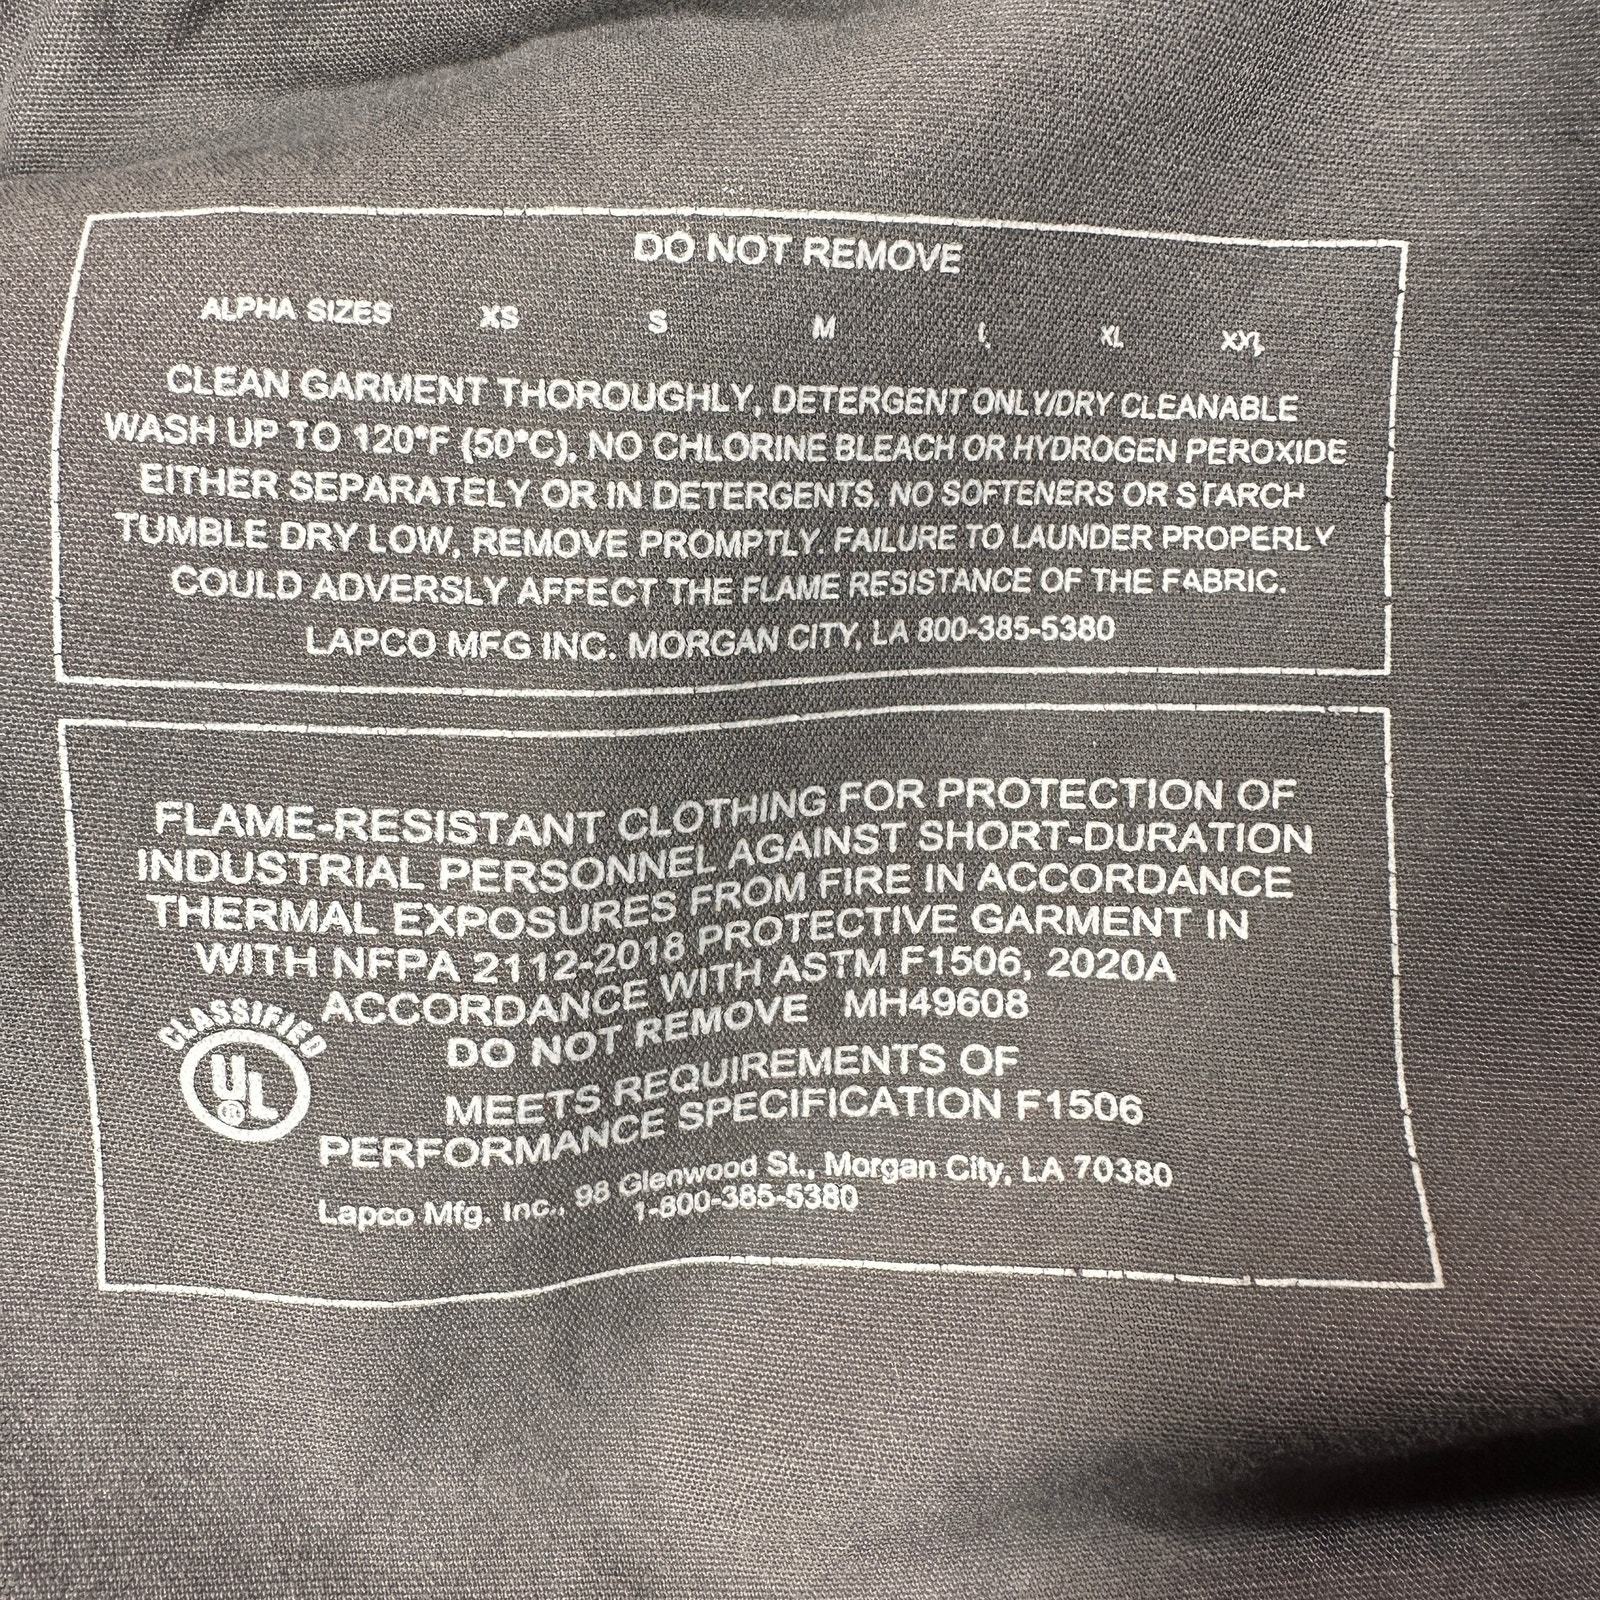 DO NOT REMOVE
ALPHA SIZES XS S M L XL XXL
CLEAN GARMENT THOROUGHLY, DETERGENT ONLY/DRY CLEANABLE
WASH UP TO 120°F (50°C), NO CHLORINE BLEACH OR HYDROGEN PEROXIDE
EITHER SEPARATELY OR IN DETERGENTS. NO SOFTENERS OR STARCH
TUMBLE DRY LOW, REMOVE PROMPTLY. FAILURE TO LAUNDER PROPERLY
COULD ADVERSLY AFFECT THE FLAME RESISTANCE OF THE FABRIC.
LAPCO MFG INC. MORGAN CITY, LA 800-385-5380
FLAME-RESISTANT CLOTHING FOR PROTECTION OF
INDUSTRIAL PERSONNEL AGAINST SHORT-DURATION
THERMAL EXPOSURES FROM FIRE IN ACCORDANCE
WITH NFPA 2112-2018 PROTECTIVE GARMENT IN
ACCORDANCE WITH ASTM F1506, 2020A
DO NOT REMOVE MH49608
CLASSIFIED
UL®
MEETS REQUIREMENTS OF
PERFORMANCE SPECIFICATION F1506
Lapco Mfg. Inc., 98 Glenwood St., Morgan City, LA 70380
1-800-385-5380